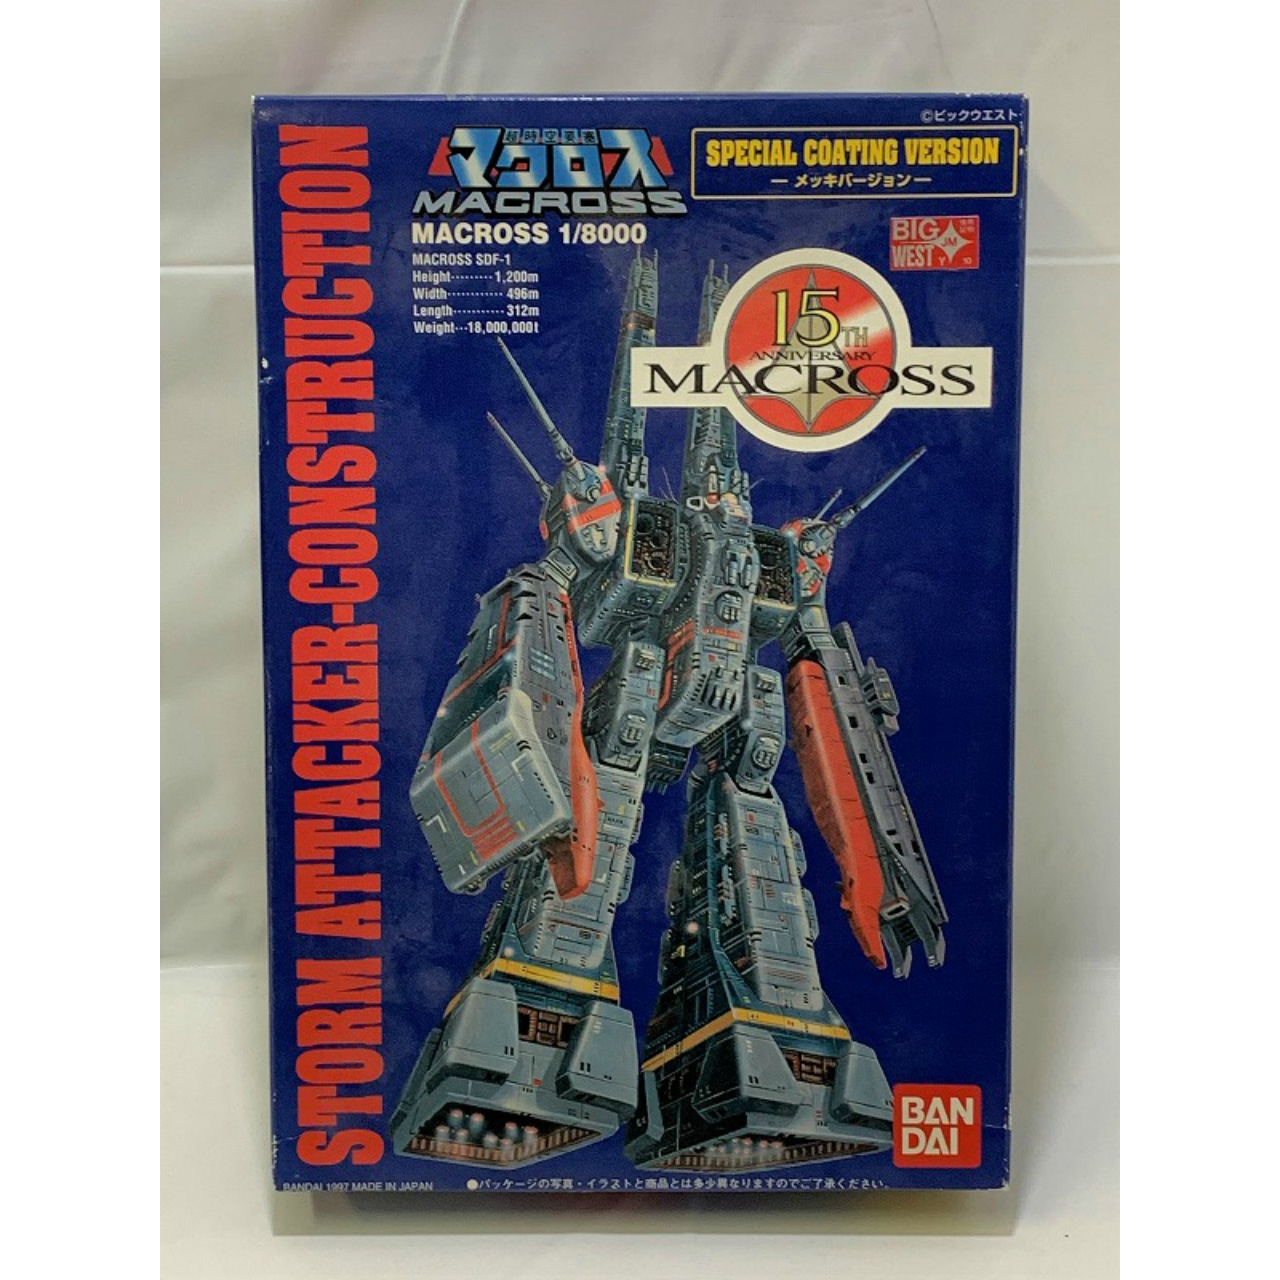 ©ビックウエスト
超時空要塞
マクロス
MACROSS
SPECIAL COATING VERSION
―メッキバージョン―
MACROSS 1/8000
MACROSS SDF-1
Height·········1,200m
Width············496m
Length···········312m
Weight···18,000,000t
BIG
WEST
JM
Y 10
15TH
ANNIVERSARY
MACROSS
STORM ATTACKER-CONSTRUCTION
BAN
DAI
BANDAI 1997 MADE IN JAPAN
●パッケージの写真・イラストと商品とは多少異なりますのでご了承ください。